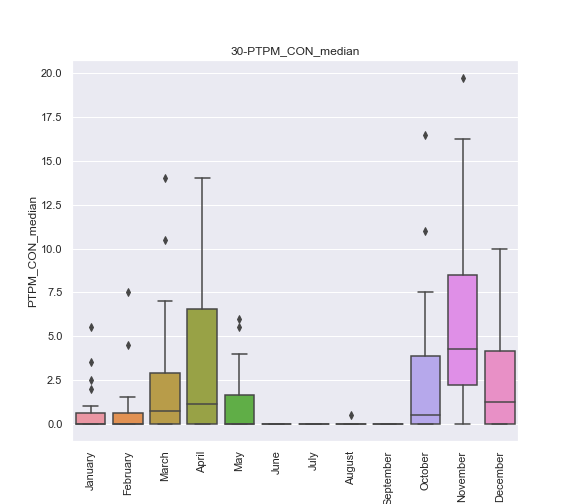 30-PTPM_CON_median
20.0
17.5
15.0
12.5
10.0
7.5
5.0
2.5
0.0
PTPM_CON_median
January
February
March
April
May
June
July
August
September
October
November
December